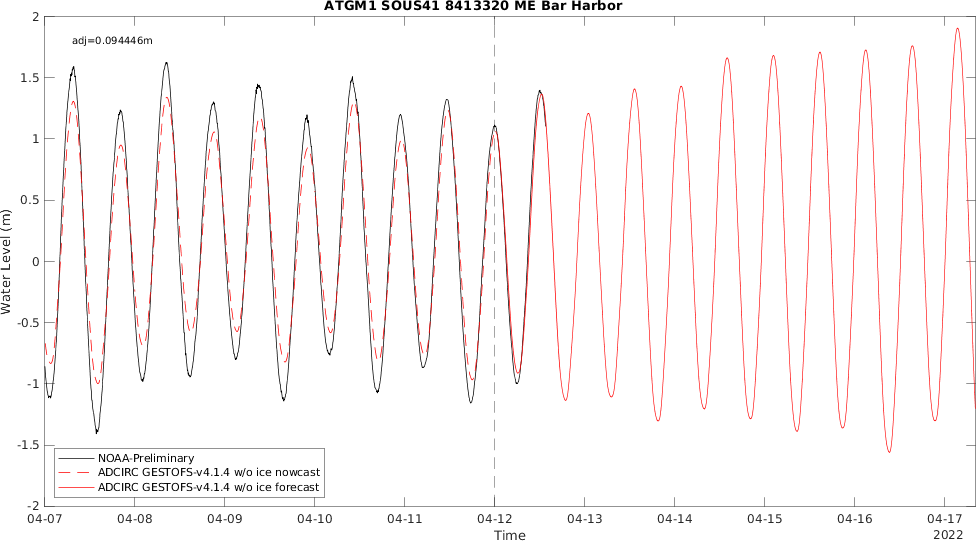 ATGM1 SOUS41 8413320 ME Bar Harbor
2
adj=0.094446m
1.5
1
0.5
0
-0.5
-1
-1.5
-2
Water Level (m)
NOAA-Preliminary
ADCIRC GESTOFS-v4.1.4 w/o ice nowcast
ADCIRC GESTOFS-v4.1.4 w/o ice forecast
04-07 04-08 04-09 04-10 04-11 04-12 04-13 04-14 04-15 04-16 04-17
Time 2022